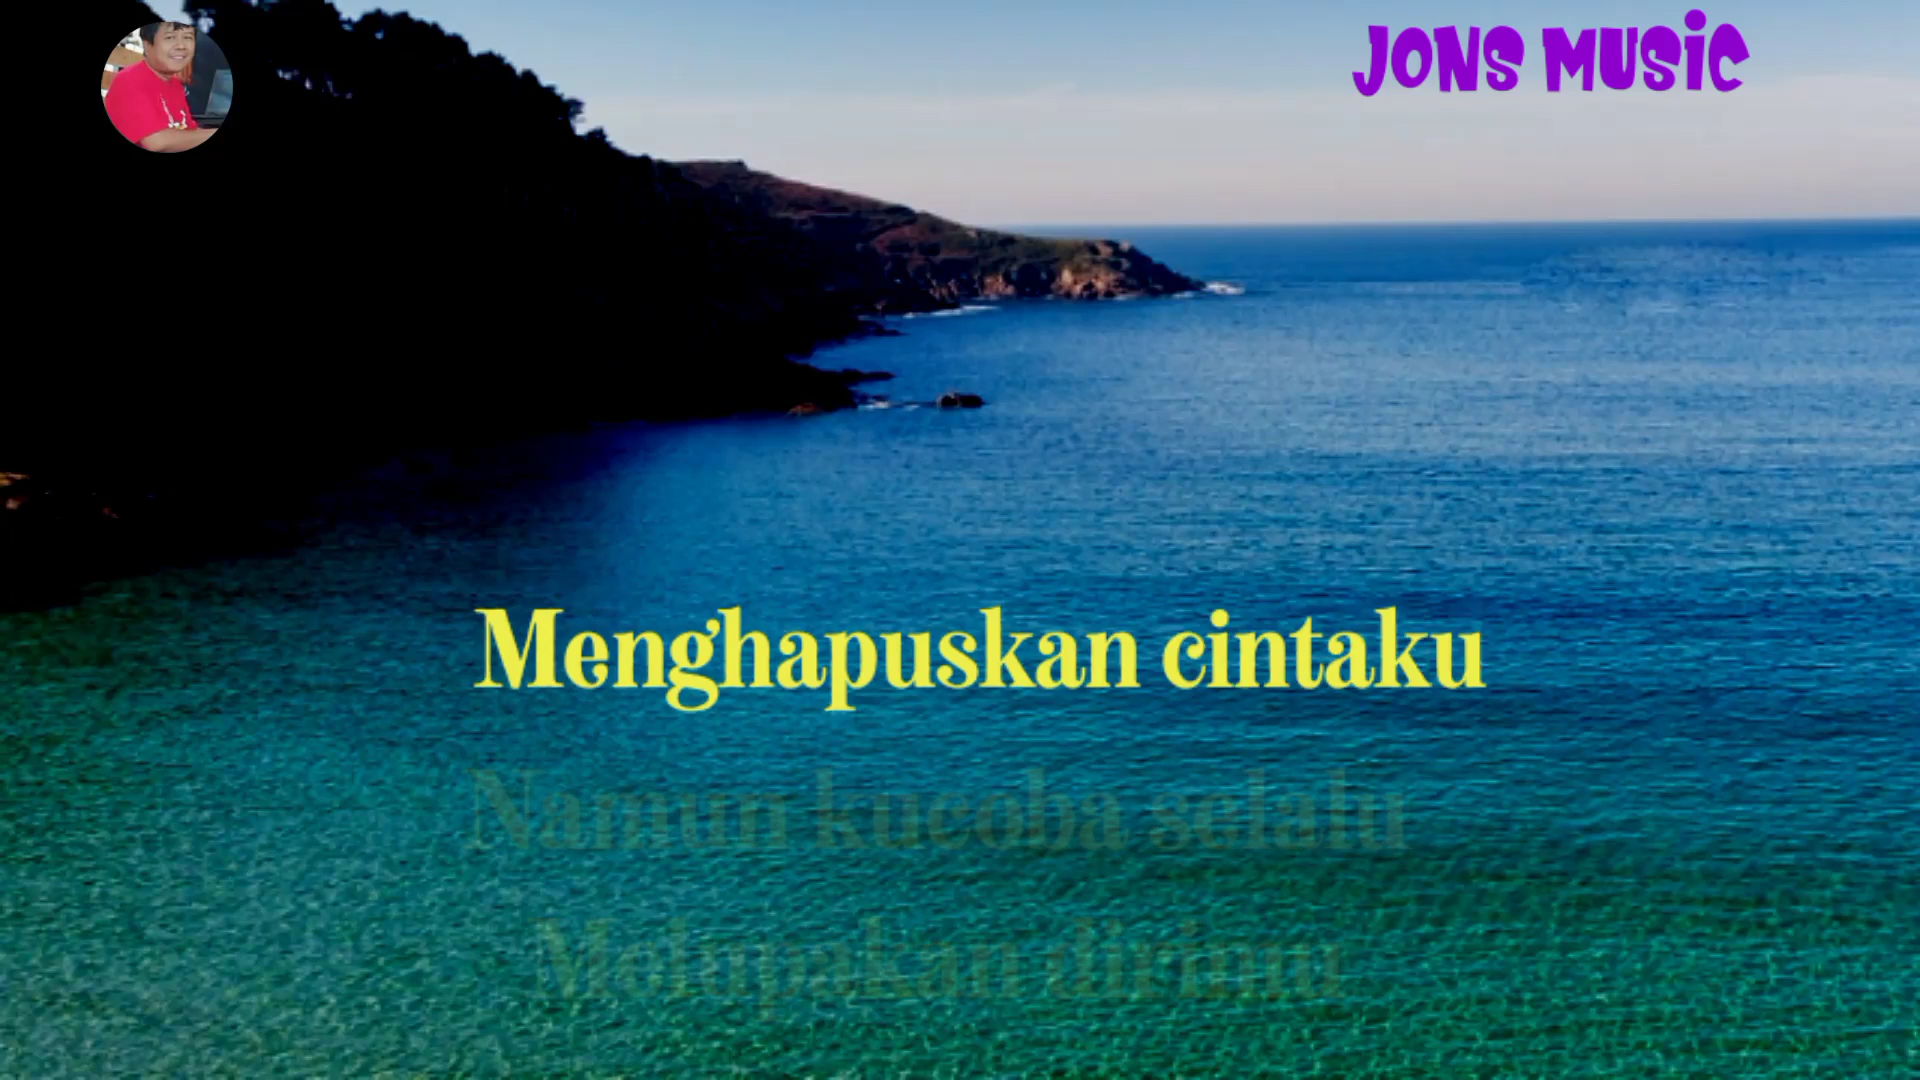 JONS MUSIC
Menghapuskan cintaku
Namun kucoba selalu
Melupakan dirimu